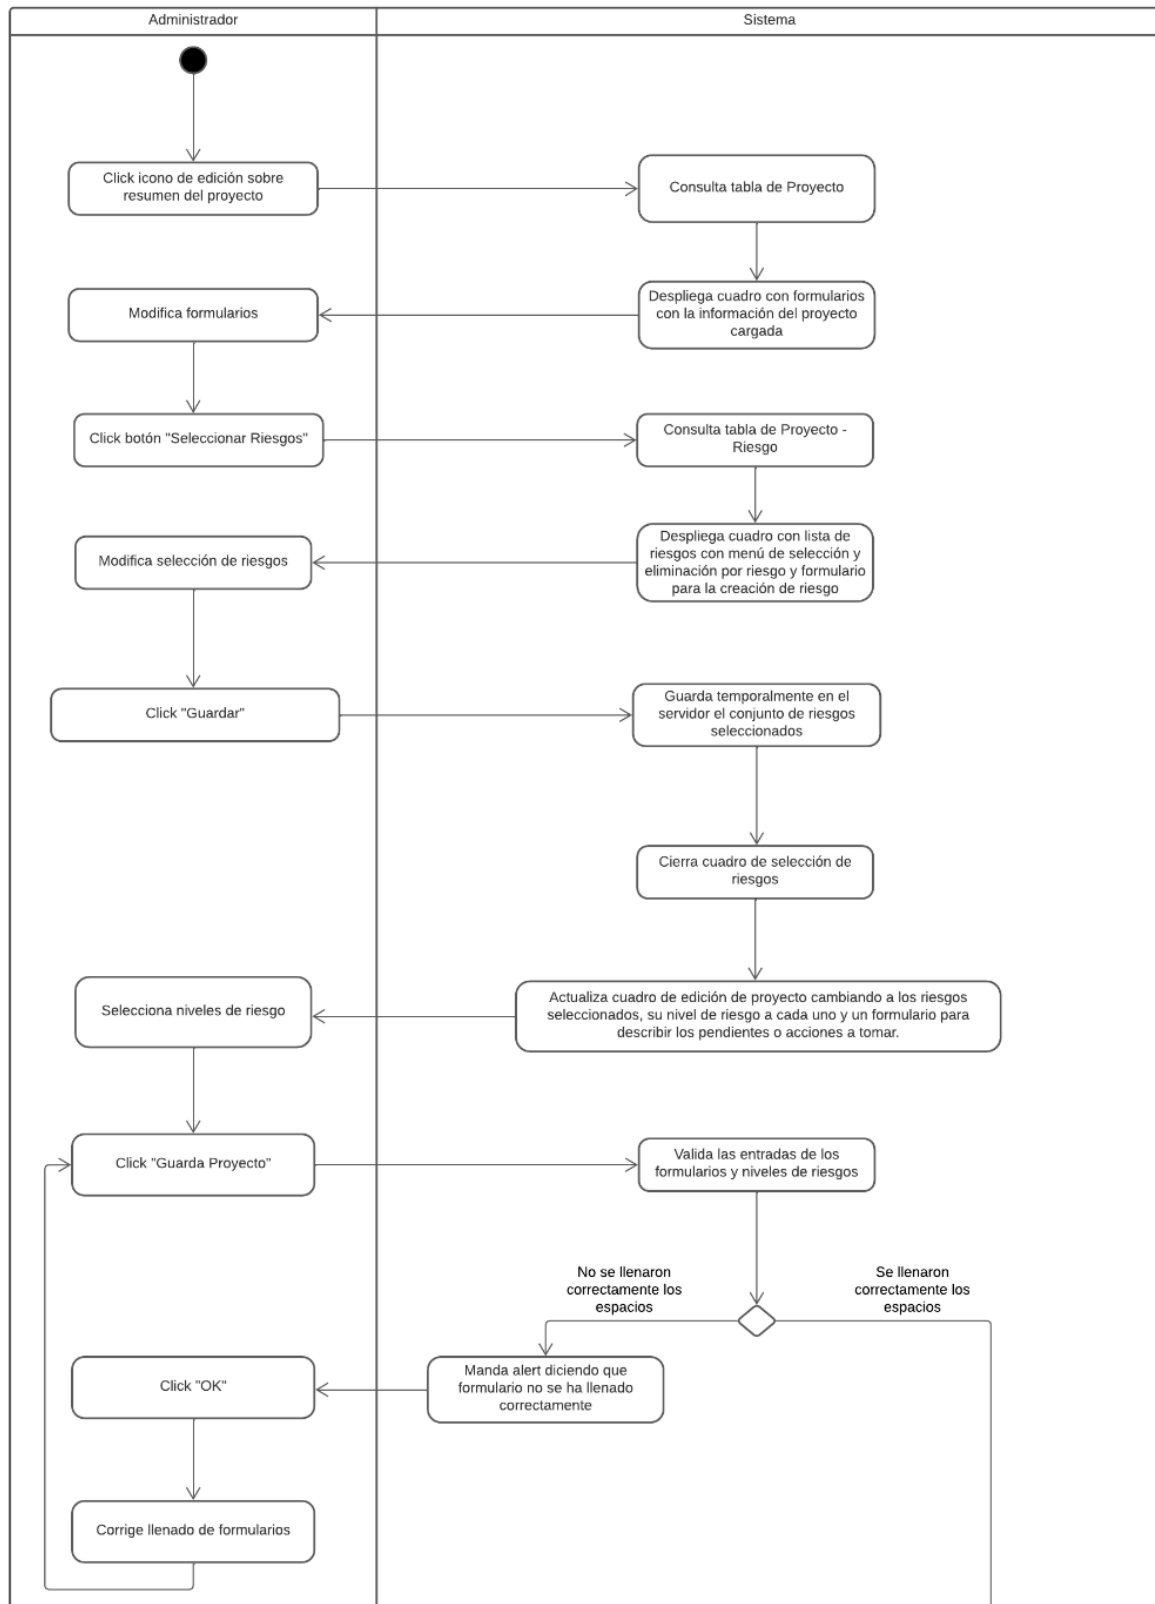 Administrador
Sistema
Click icono de edición sobre
resumen del proyecto
Consulta tabla de Proyecto
Despliega cuadro con formularios
con la información del proyecto
cargada
Modifica formularios
Click botón "Seleccionar Riesgos"
Consulta tabla de Proyecto -
Riesgo
Despliega cuadro con lista de
riesgos con menú de selección y
eliminación por riesgo y formulario
para la creación de riesgo
Modifica selección de riesgos
Click "Guardar"
Guarda temporalmente en el
servidor el conjunto de riesgos
seleccionados
Cierra cuadro de selección de
riesgos
Actualiza cuadro de edición de proyecto cambiando a los riesgos
seleccionados, su nivel de riesgo a cada uno y un formulario para
describir los pendientes o acciones a tomar.
Selecciona niveles de riesgo
Click "Guarda Proyecto"
Valida las entradas de los
formularios y niveles de riesgos
No se llenaron
correctamente los
espacios
Se llenaron
correctamente los
espacios
Manda alert diciendo que
formulario no se ha llenado
correctamente
Click "OK"
Corrige llenado de formularios